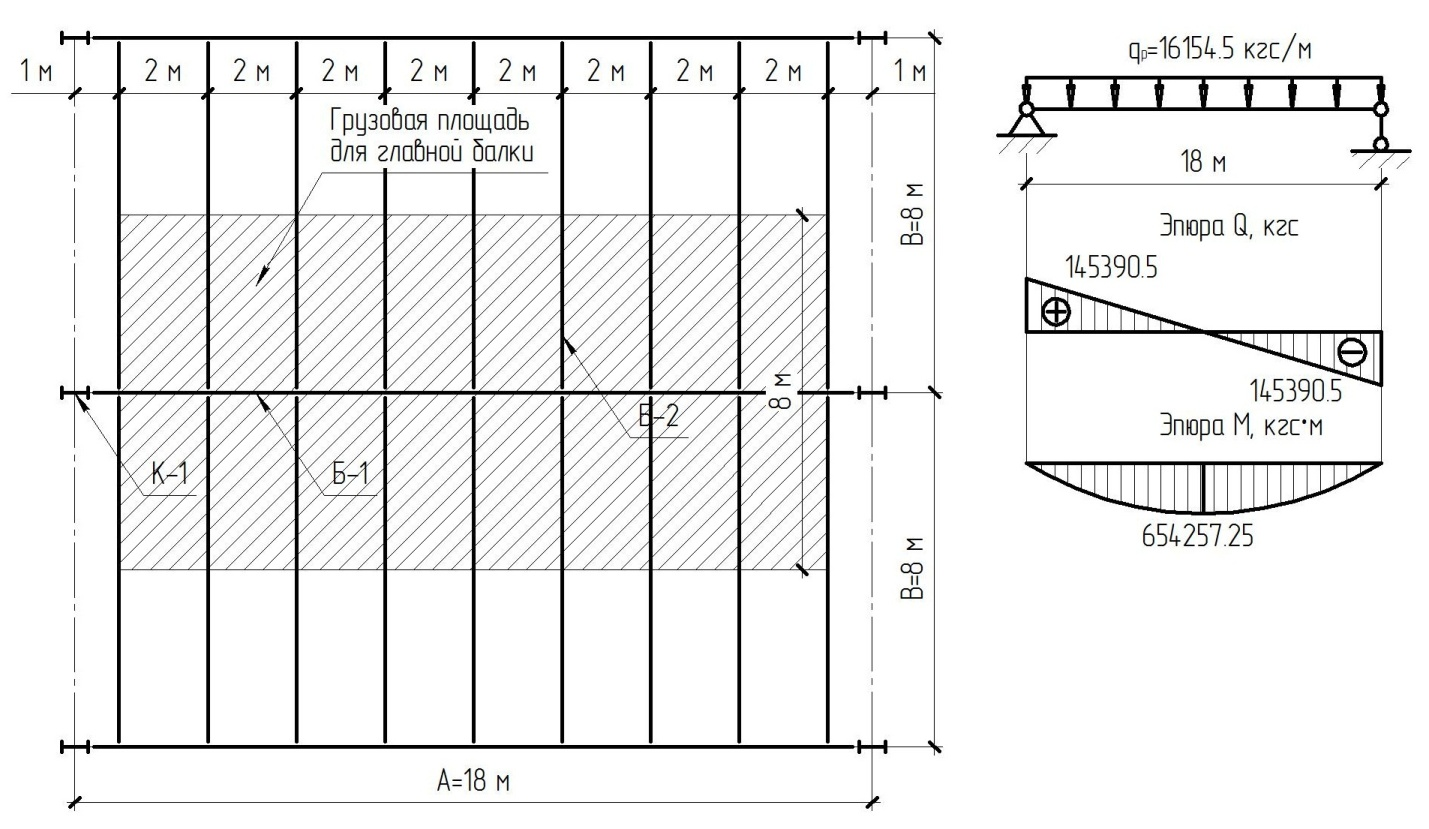 1 м
2 м
2 м
2 м
2 м
2 м
2 м
2 м
2 м
1 м
Грузовая площадь
для главной балки
В=8 м
8 м
В-2
К-1
Б-1
В=8 м
А=18 м
qр=16154.5 кгс/м
18 м
Эпюра Q, кгс
145390.5
145390.5
Эпюра М, кгс•м
654257.25